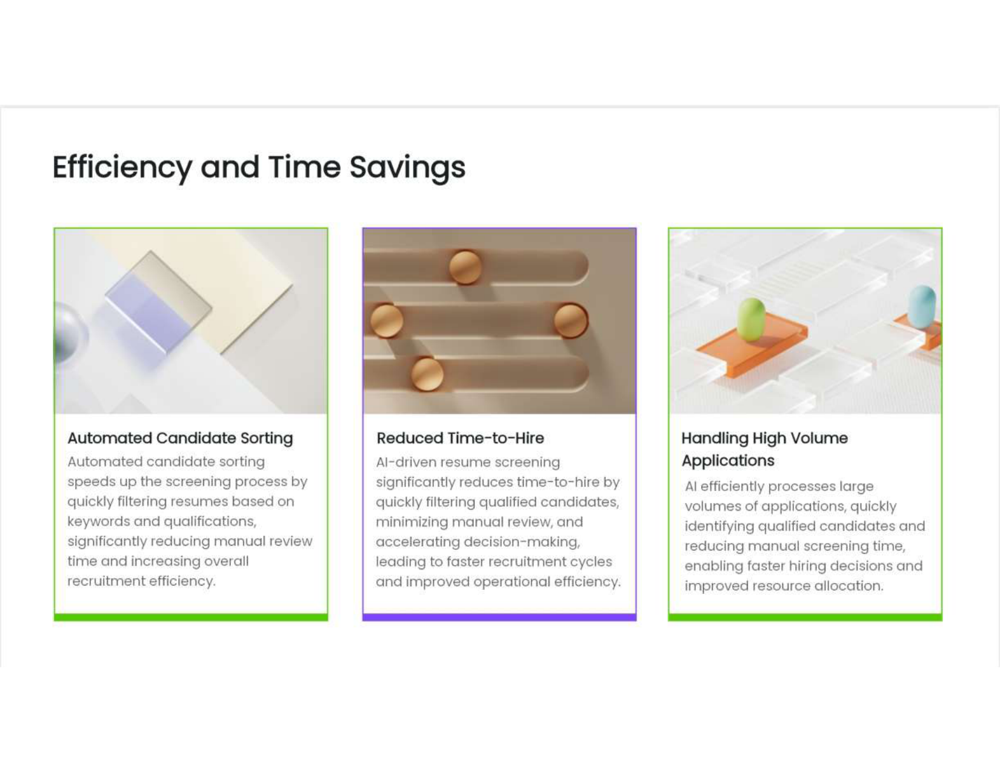 Efficiency and Time Savings
Automated Candidate Sorting
Automated candidate sorting
speeds up the screening process by
quickly filtering resumes based on
keywords and qualifications,
significantly reducing manual review
time and increasing overall
recruitment efficiency.
Reduced Time-to-Hire
AI-driven resume screening
significantly reduces time-to-hire by
quickly filtering qualified candidates,
minimizing manual review, and
accelerating decision-making,
leading to faster recruitment cycles
and improved operational efficiency.
Handling High Volume
Applications
AI efficiently processes large
volumes of applications, quickly
identifying qualified candidates and
reducing manual screening time,
enabling faster hiring decisions and
improved resource allocation.